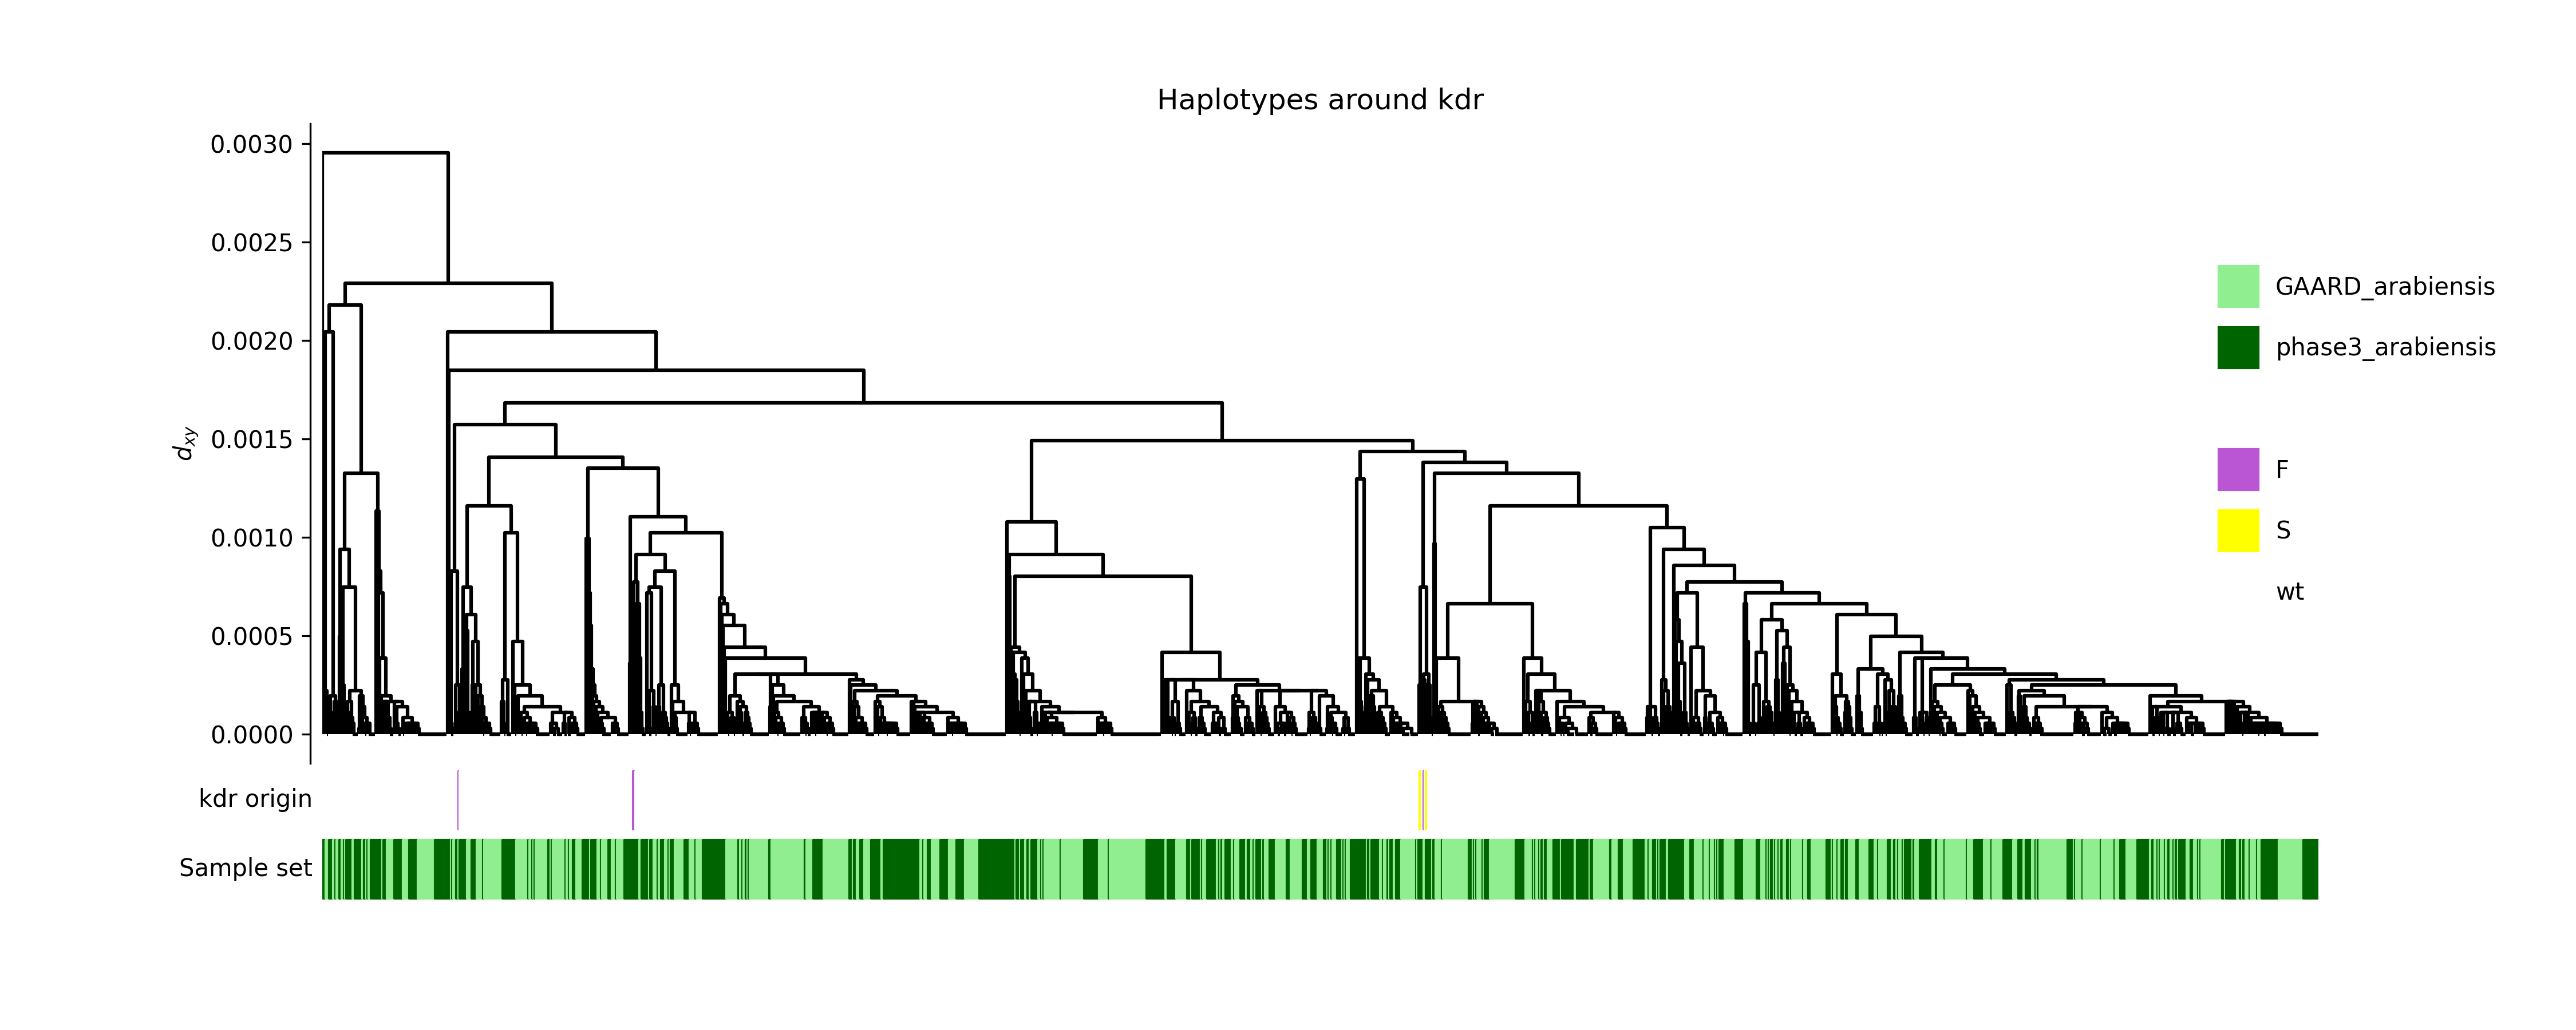 Haplotypes around kdr
0.0030
0.0025
0.0020
0.0015
0.0010
0.0005
0.0000
dxy
kdr origin
Sample set
GAARD_arabiensis
phase3_arabiensis
F
S
wt